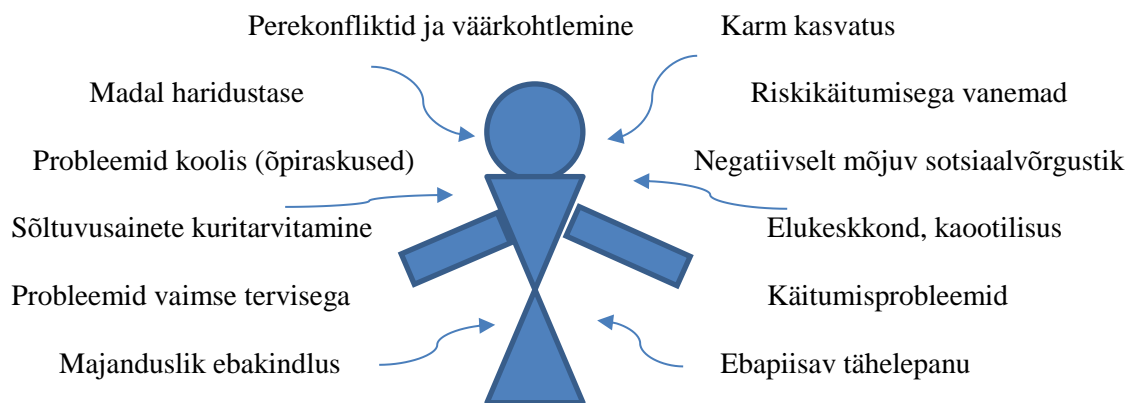 Perekonfliktid ja väärkohtlemine
Karm kasvatus
Madal haridustase
Riskikäitumisega vanemad
Probleemid koolis (õpiraskused)
Negatiivselt mõjuv sotsiaalvõrgustik
Sõltuvusainete kuritarvitamine
Elukeskkond, kaootilisus
Probleemid vaimse tervisega
Käitumisprobleemid
Majanduslik ebakindlus
Ebapiisav tähelepanu